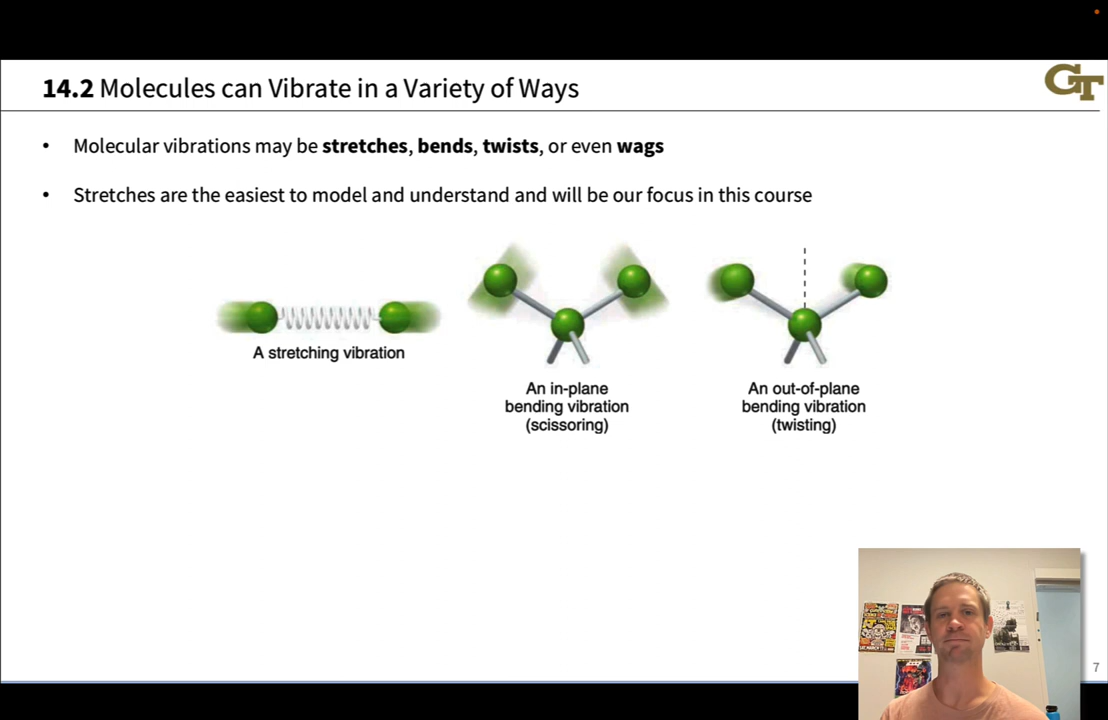 14.2 Molecules can Vibrate in a Variety of Ways
GT
• Molecular vibrations may be stretches, bends, twists, or even wags
• Stretches are the easiest to model and understand and will be our focus in this course
A stretching vibration
An in-plane
bending vibration
(scissoring)
An out-of-plane
bending vibration
(twisting)
7